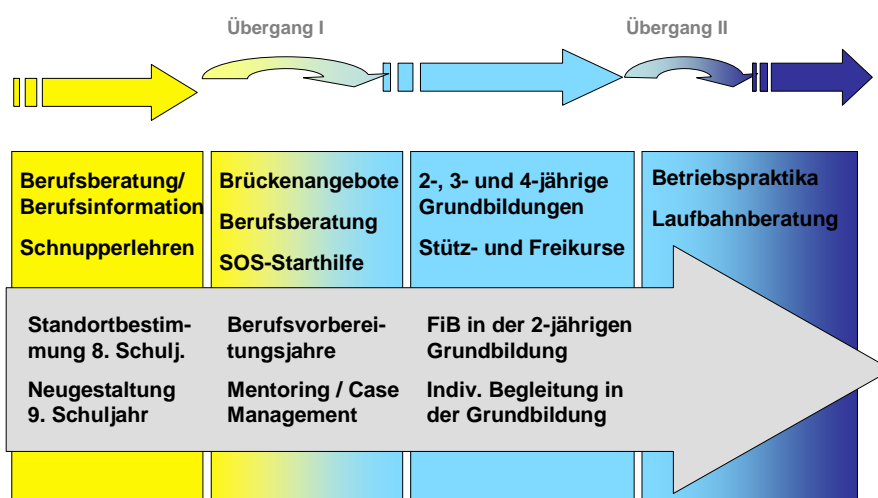 Übergang I
Übergang II
Berufsberatung/
Berufsinformation
Schnupperlehren
Brückenangebote
Berufsberatung
SOS-Starthilfe
2-, 3- und 4-jährige
Grundbildungen
Stütz- und Freikurse
Betriebspraktika
Laufbahnberatung
Standortbestim-
mung 8. Schulj.
Neugestaltung
9. Schuljahr
Berufsvorberei-
tungsjahre
Mentoring / Case
Management
FiB in der 2-jährigen
Grundbildung
Indiv. Begleitung in
der Grundbildung